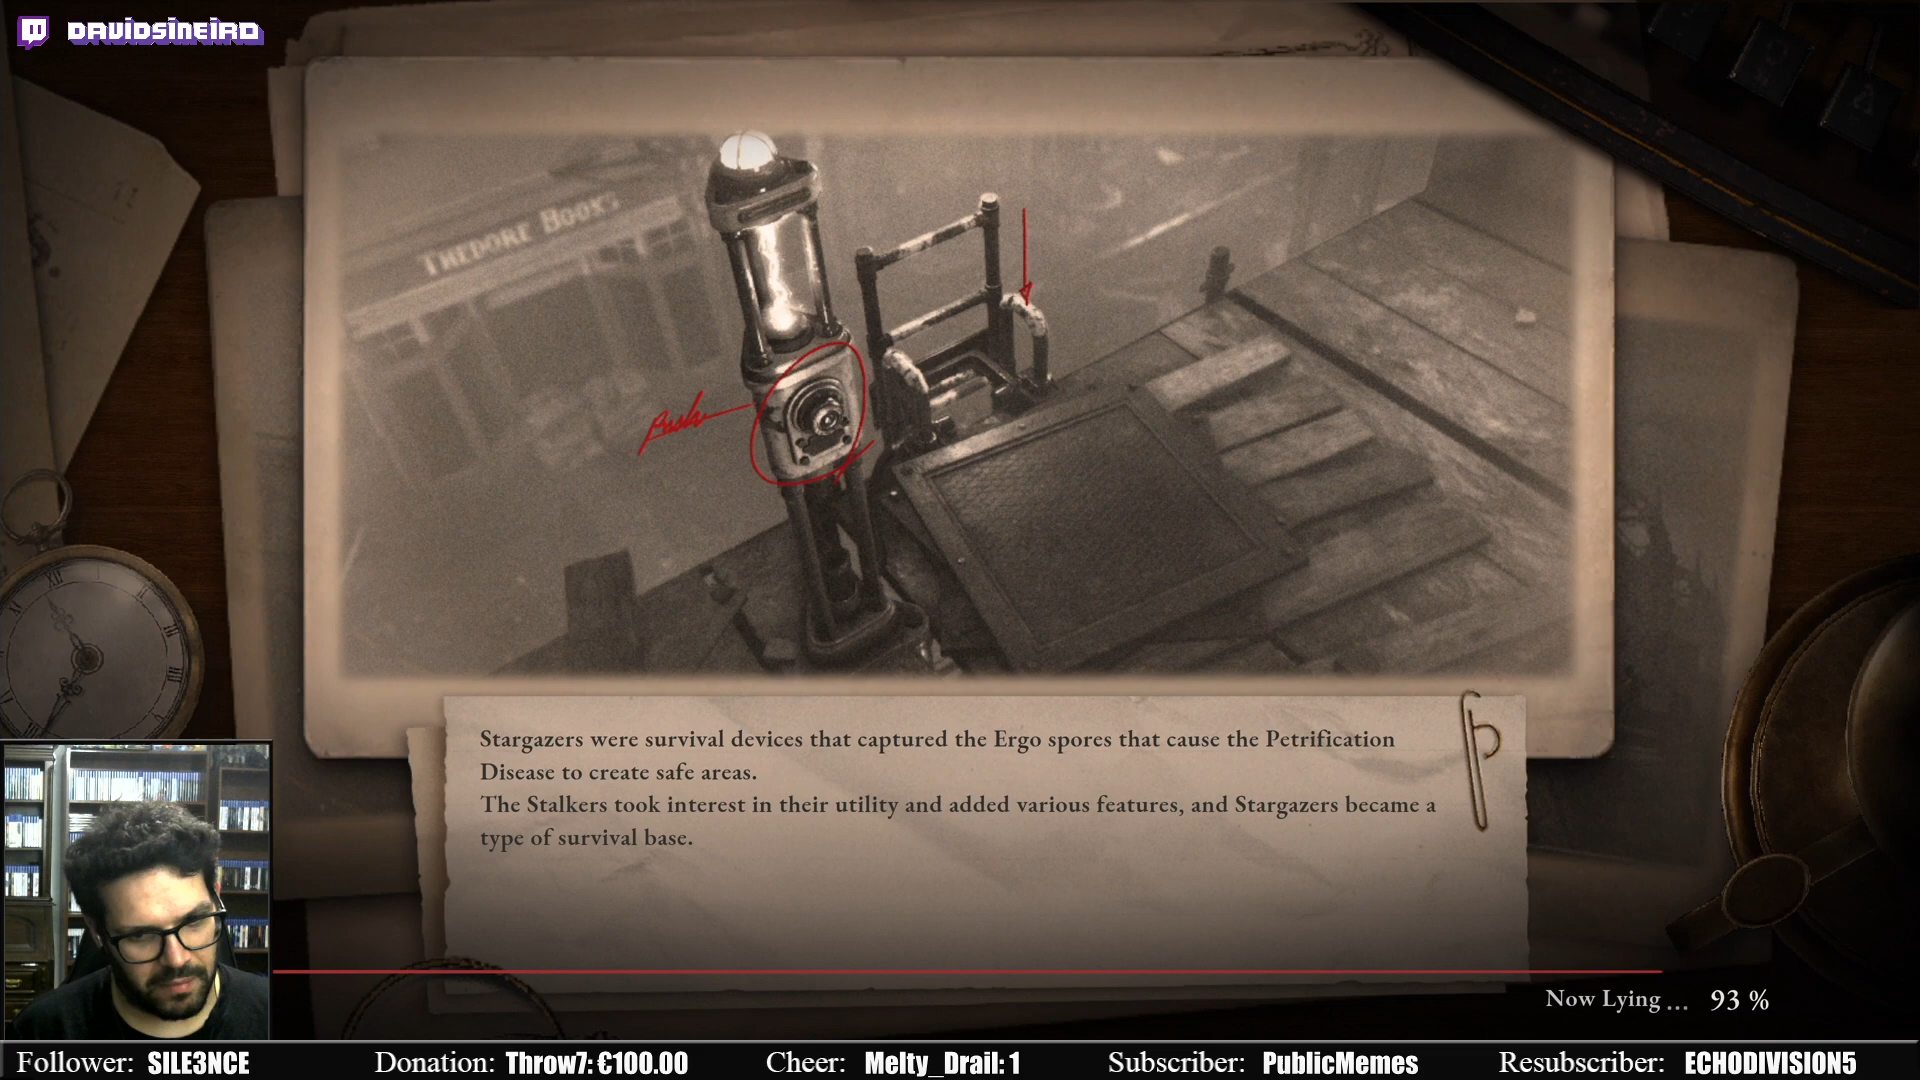 DAVIDSINEIRO
THEDORE BOOKS
Push
Stargazers were survival devices that captured the Ergo spores that cause the Petrification
Disease to create safe areas.
The Stalkers took interest in their utility and added various features, and Stargazers became a
type of survival base.
Now Lying... 93 %
Follower: SILE3NCE Donation: Throw7: €100.00 Cheer: Melty_Drail: 1 Subscriber: PublicMemes Resubscriber: ECHODIVISION5